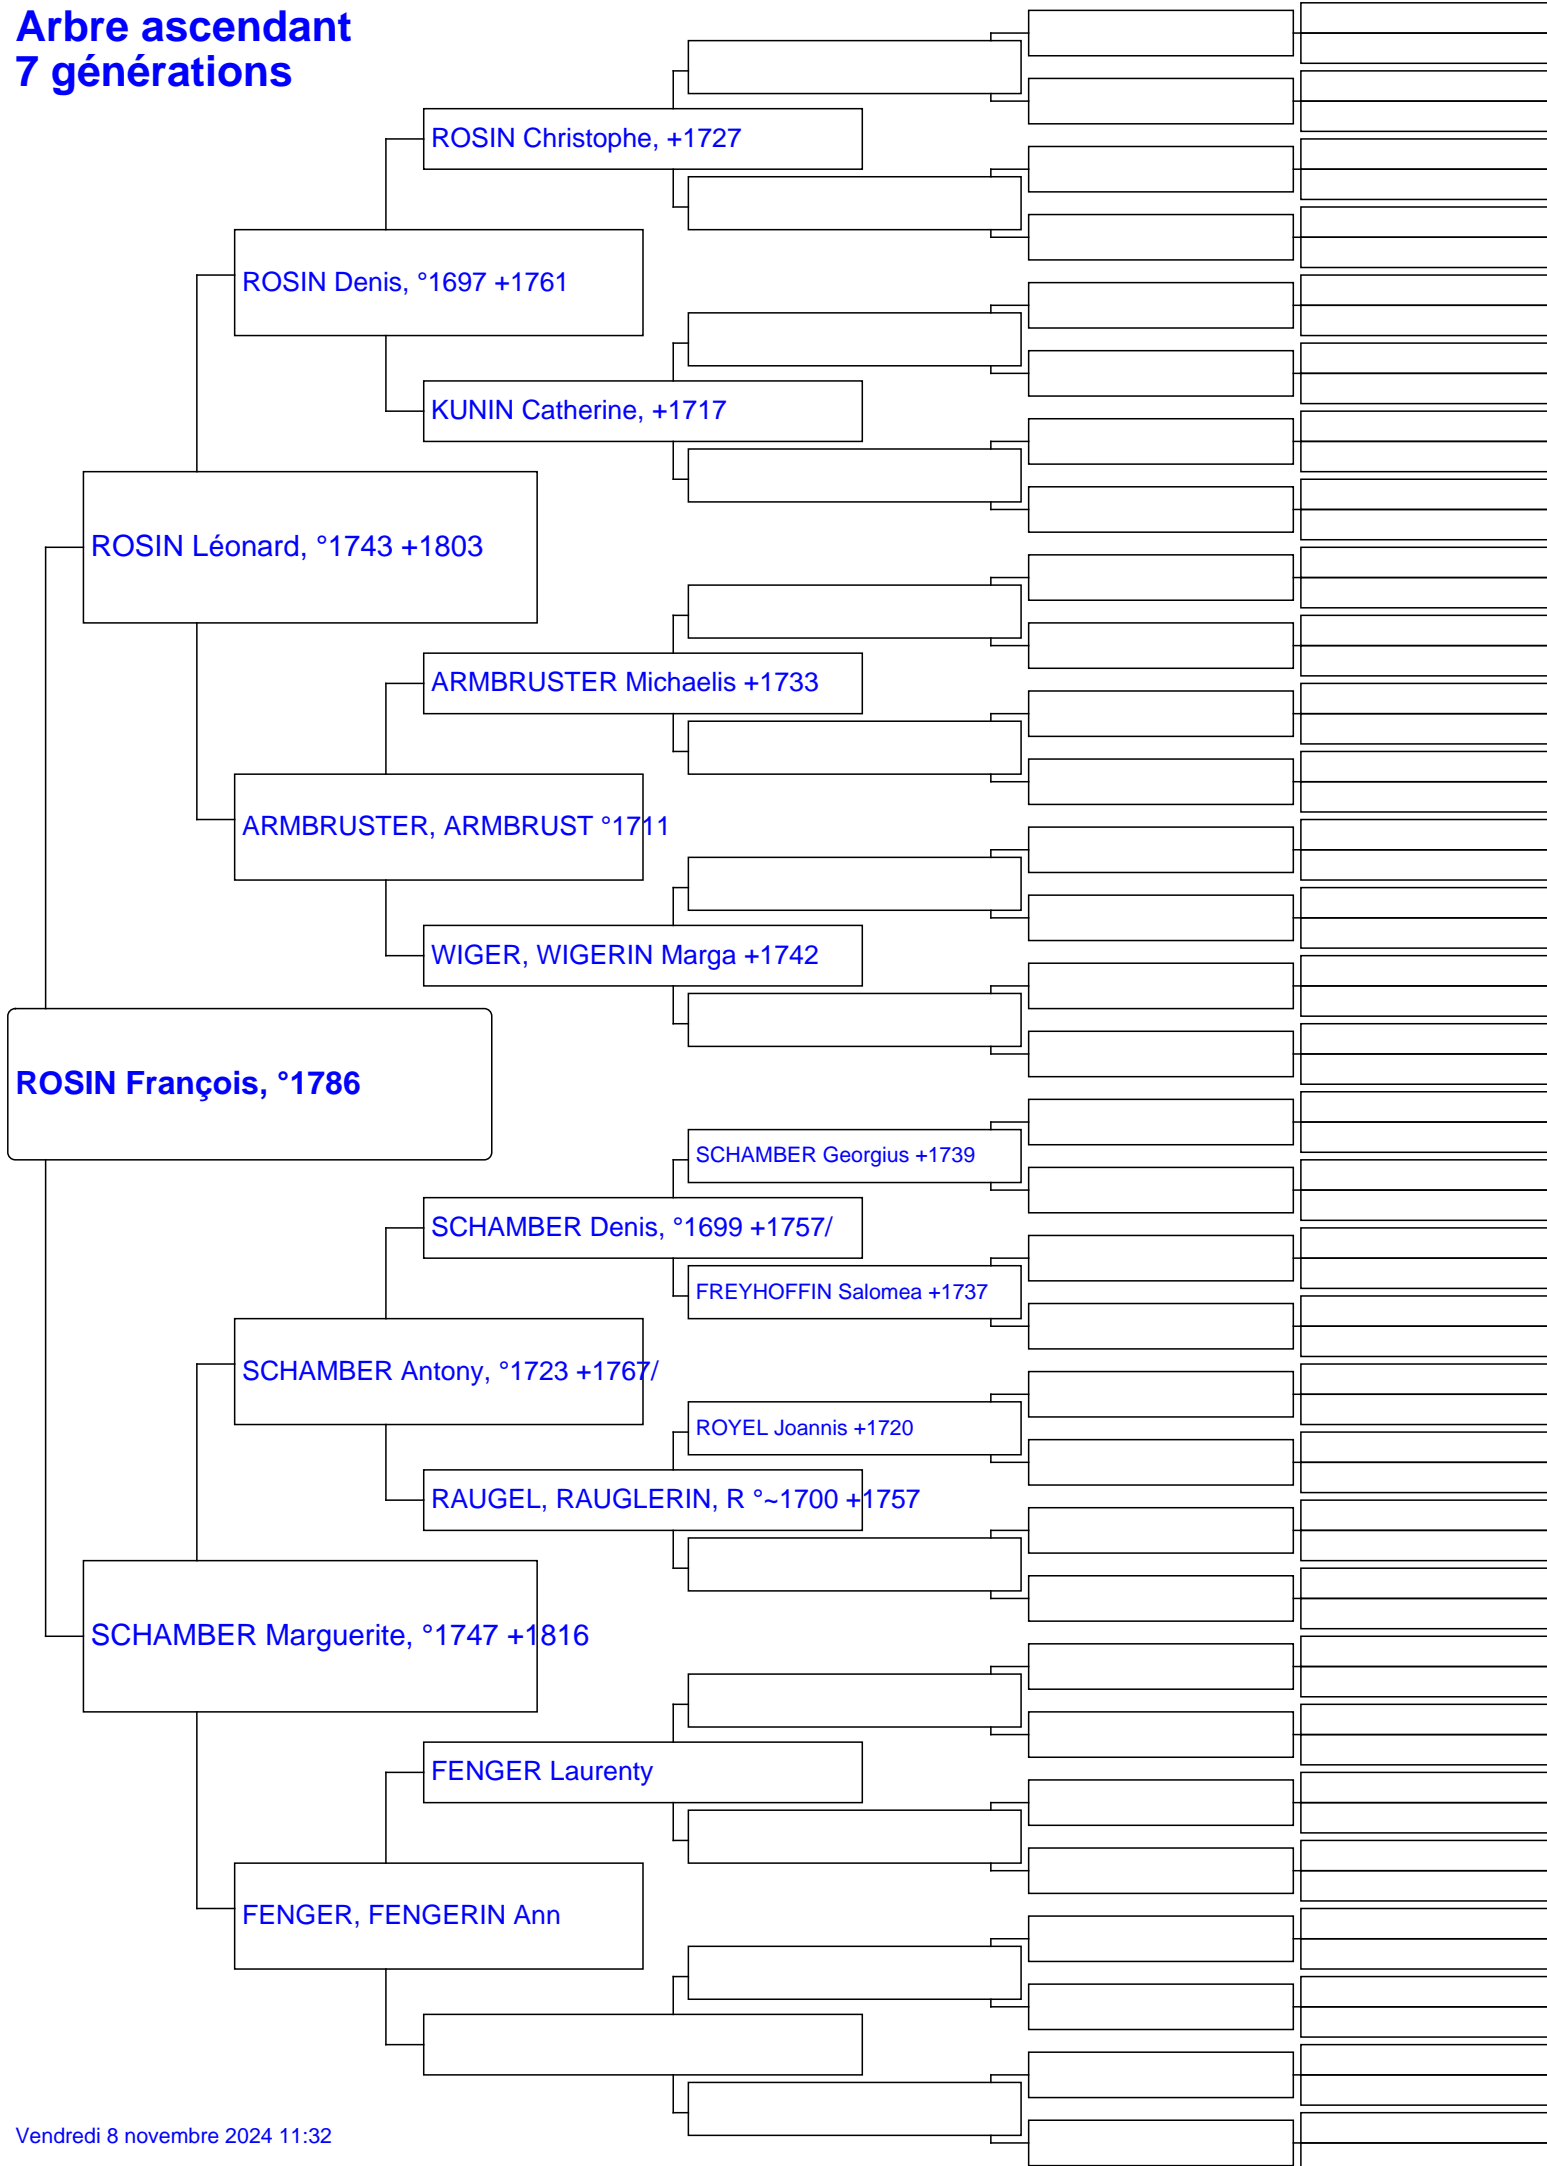 Arbre ascendant
7 générations
ROSIN Christophe, +1727
ROSIN Denis, °1697 +1761
KUNIN Catherine, +1717
ROSIN Léonard, °1743 +1803
ARMBRUSTER Michaelis +1733
ARMBRUSTER, ARMBRUST °1711
WIGER, WIGERIN Marga +1742
ROSIN François, °1786
SCHAMBER Georgius +1739
SCHAMBER Denis, °1699 +1757/
FREYHOFFIN Salomea +1737
SCHAMBER Antony, °1723 +1767/
ROYEL Joannis +1720
RAUGEL, RAUGLERIN, R °~1700 +1757
SCHAMBER Marguerite, °1747 +1816
FENGER Laurenty
FENGER, FENGERIN Ann
Vendredi 8 novembre 2024 11:32